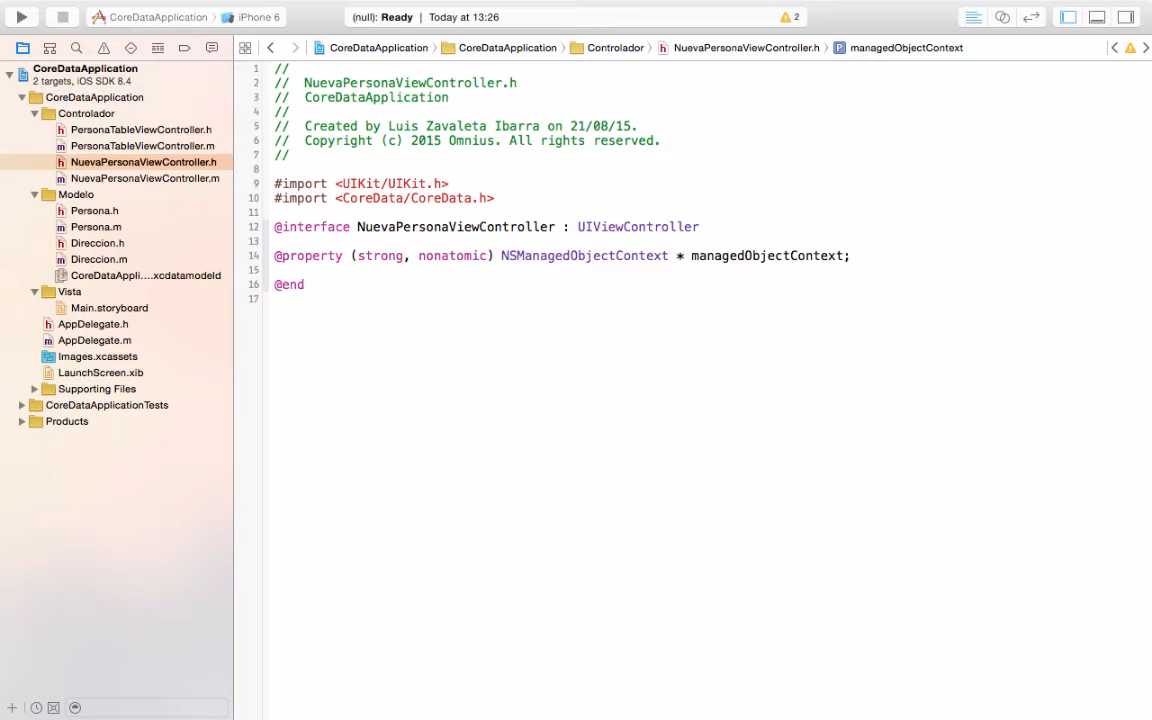 CoreDataApplication 〉 iPhone 6
(null): Ready | Today at 13:26
2
CoreDataApplication 〉 CoreDataApplication 〉 Controlador 〉 h NuevaPersonaViewController.h 〉 P managedObjectContext
CoreDataApplication
2 targets, iOS SDK 8.4
CoreDataApplication
Controlador
h PersonaTableViewController.h
m PersonaTableViewController.m
h NuevaPersonaViewController.h
m NuevaPersonaViewController.m
Modelo
h Persona.h
m Persona.m
h Direccion.h
m Direccion.m
CoreDataAppli....xcdatamodeld
Vista
Main.storyboard
h AppDelegate.h
m AppDelegate.m
Images.xcassets
LaunchScreen.xib
Supporting Files
CoreDataApplicationTests
Products
1 //
2 //  NuevaPersonaViewController.h
3 //  CoreDataApplication
4 //
5 //  Created by Luis Zavaleta Ibarra on 21/08/15.
6 //  Copyright (c) 2015 Omnius. All rights reserved.
7 //
8
9 #import <UIKit/UIKit.h>
10 #import <CoreData/CoreData.h>
11
12 @interface NuevaPersonaViewController : UIViewController
13
14 @property (strong, nonatomic) NSManagedObjectContext * managedObjectContext;
15
16 @end
17